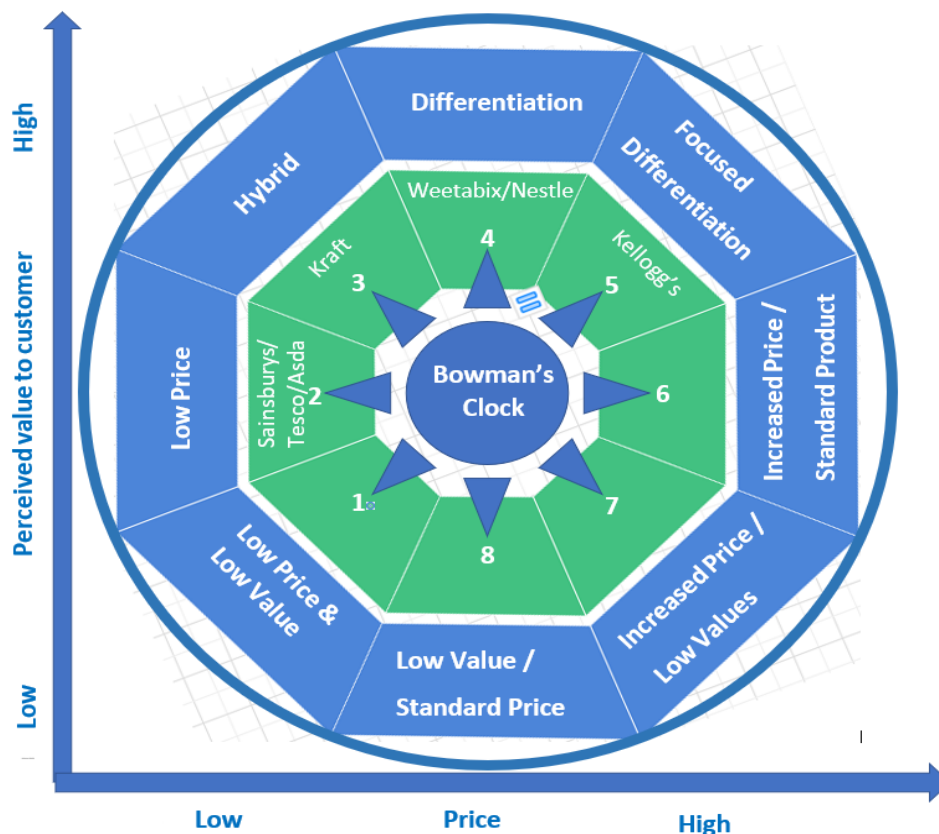 High
Perceived value to customer
Low
Differentiation
Focused
Differentiation
Hybrid
Weetabix/Nestle
4
Kraft
3
Kellogg's
5
Low Price
Sainsburys/
Tesco/Asda
2
Bowman's
Clock
6
Increased Price /
Standard Product
1
7
8
Low Price &
Low Value
Low Value /
Standard Price
Increased Price /
Low Values
Low
Price
High